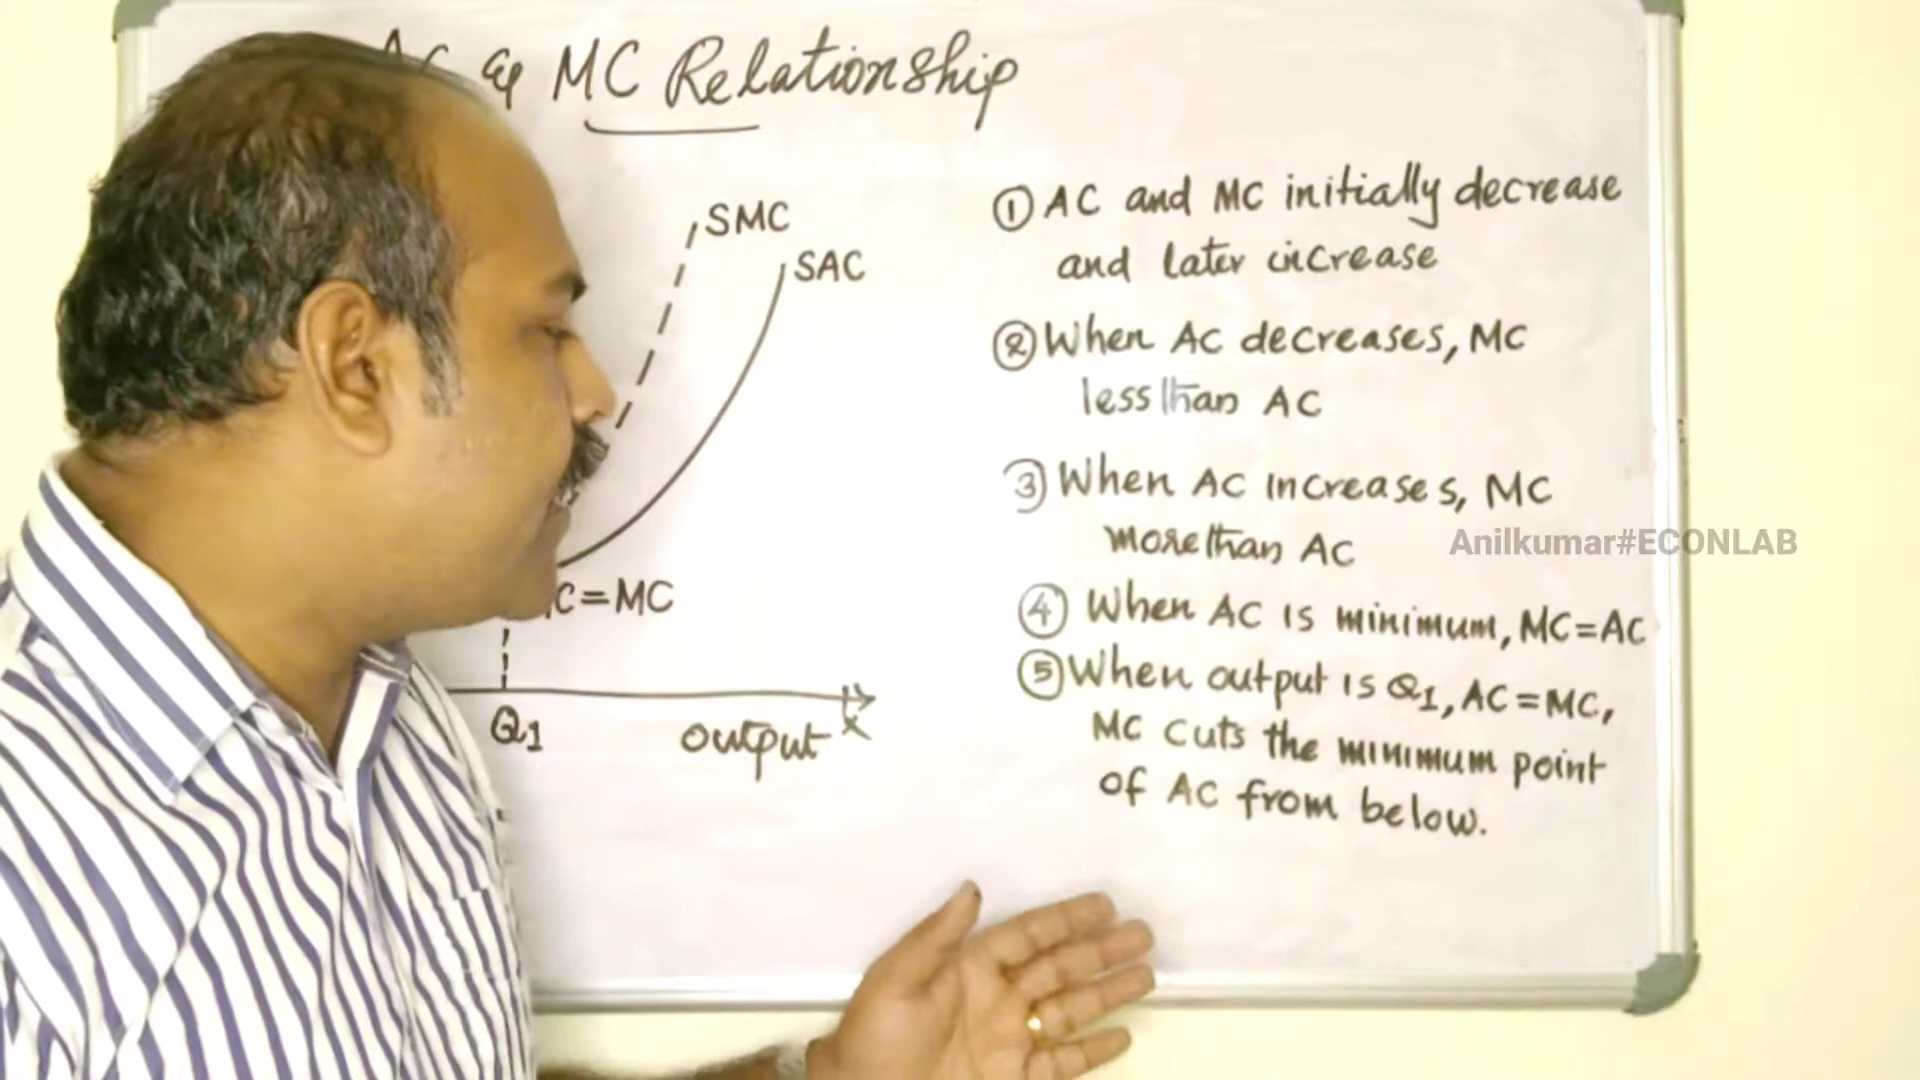 AC & MC Relationship
SMC
SAC
C=MC
Q1
output x
① AC and MC initially decrease
and later increase
② When AC decreases, MC
less than AC
③ When AC increases, MC
more than AC
④ When AC is minimum, MC=AC
⑤ When output is Q1, AC=MC,
MC cuts the minimum point
of AC from below.
Anilkumar#ECONLAB